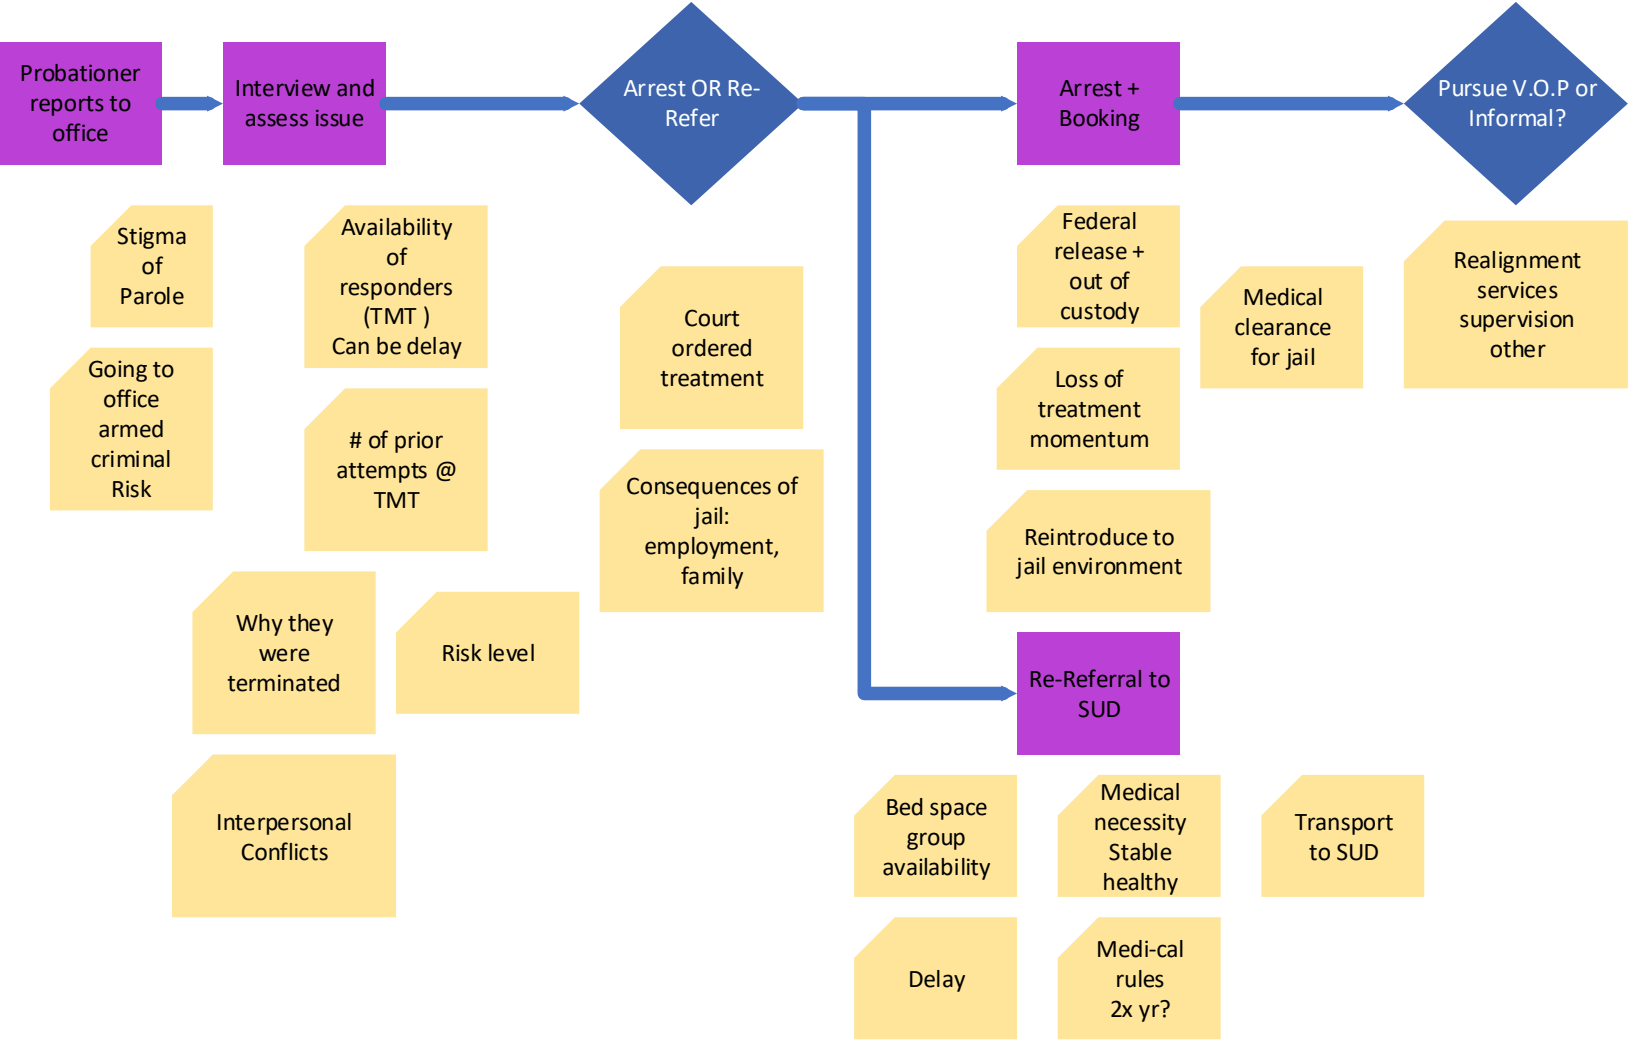 Probationer
reports to
office
Interview and
assess issue
Arrest OR Re-
Refer
Arrest +
Booking
Pursue V.O.P or
Informal?
Stigma
of
Parole
Going to
office
armed
criminal
Risk
Availability
of
responders
(TMT )
Can be delay
# of prior
attempts @
TMT
Why they
were
terminated
Risk level
Interpersonal
Conflicts
Court
ordered
treatment
Consequences of
jail:
employment,
family
Federal
release +
out of
custody
Medical
clearance
for jail
Loss of
treatment
momentum
Reintroduce to
jail environment
Realignment
services
supervision
other
Re-Referral to
SUD
Bed space
group
availability
Medical
necessity
Stable
healthy
Transport
to SUD
Delay
Medi-cal
rules
2x yr?